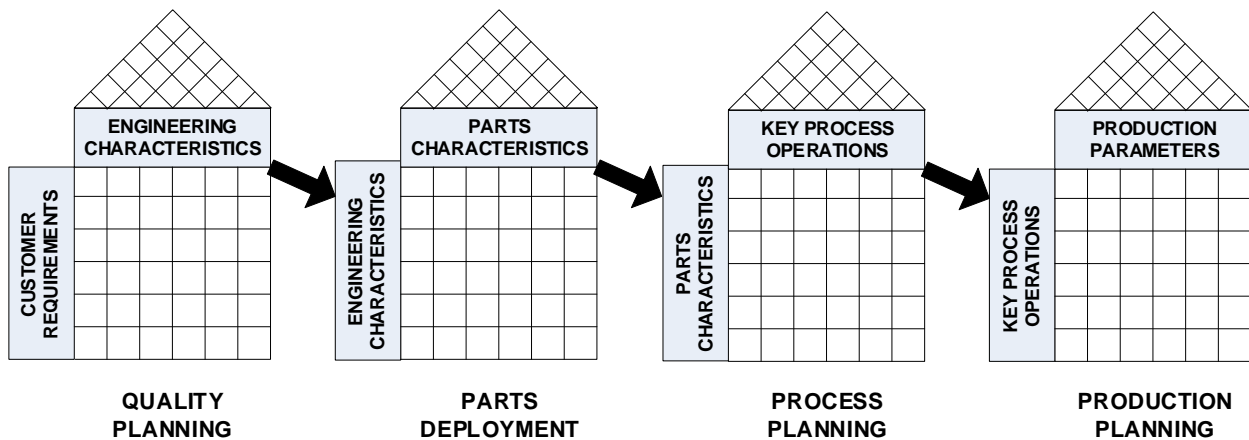 ENGINEERING
CHARACTERISTICS
CUSTOMER
REQUIREMENTS
QUALITY
PLANNING
PARTS
CHARACTERISTICS
ENGINEERING
CHARACTERISTICS
PARTS
DEPLOYMENT
KEY PROCESS
OPERATIONS
PARTS
CHARACTERISTICS
PROCESS
PLANNING
PRODUCTION
PARAMETERS
KEY PROCESS
OPERATIONS
PRODUCTION
PLANNING